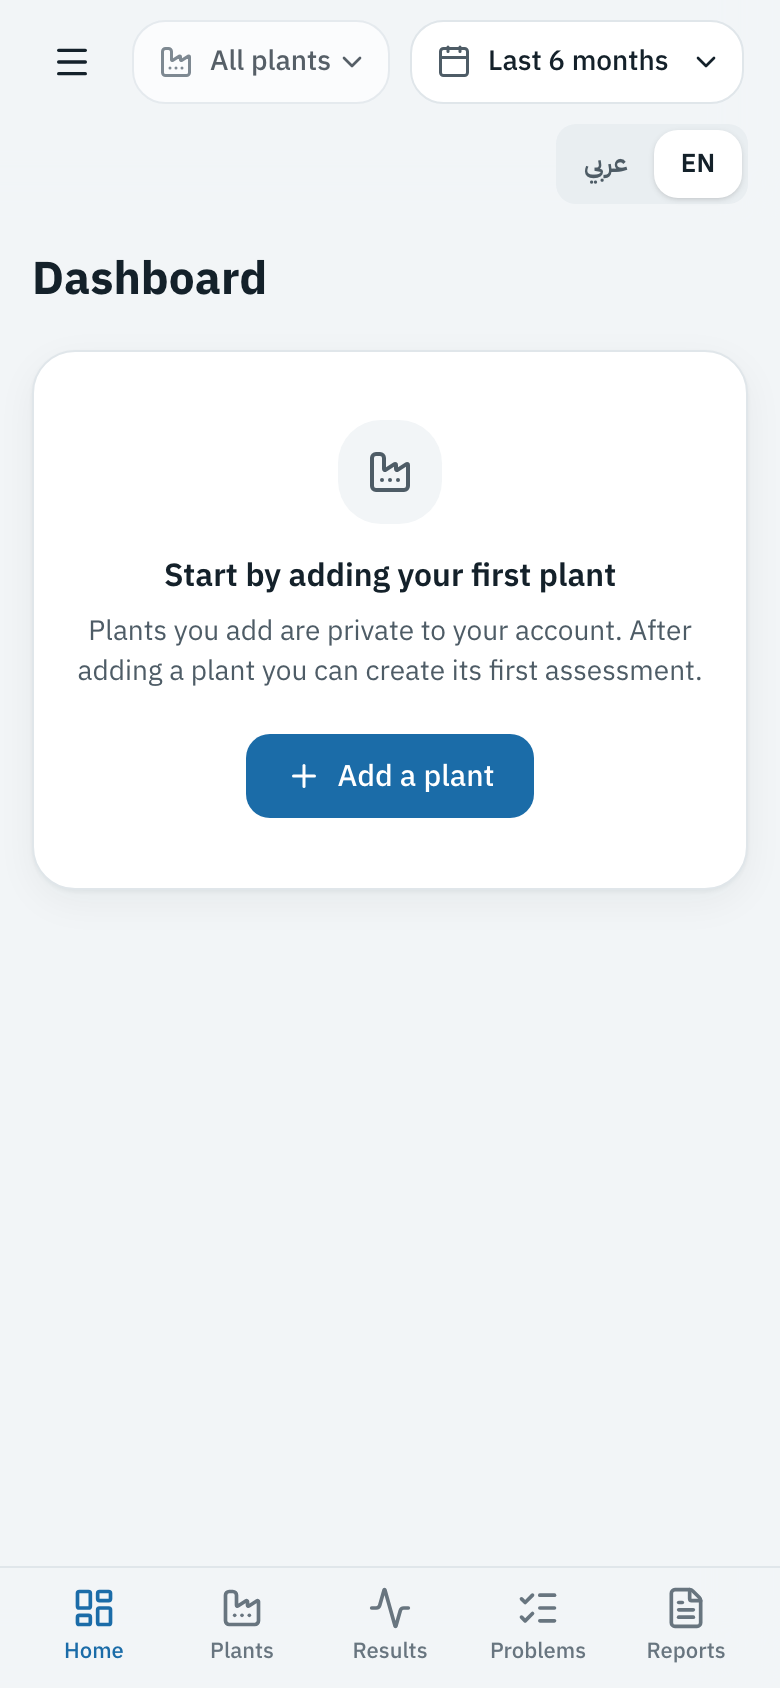 All plants
Last 6 months
عربي
EN
Dashboard
Start by adding your first plant
Plants you add are private to your account. After
adding a plant you can create its first assessment.
Add a plant
Home
Plants
Results
Problems
Reports